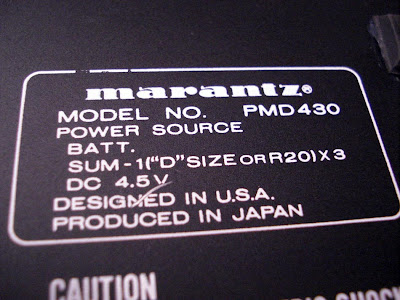 marantz®
MODEL NO. PMD430
POWER SOURCE
BATT.
SUM-1("D"SIZE OR R20)X3
DC 4.5V
DESIGNED IN U.S.A.
PRODUCED IN JAPAN
CAUTION